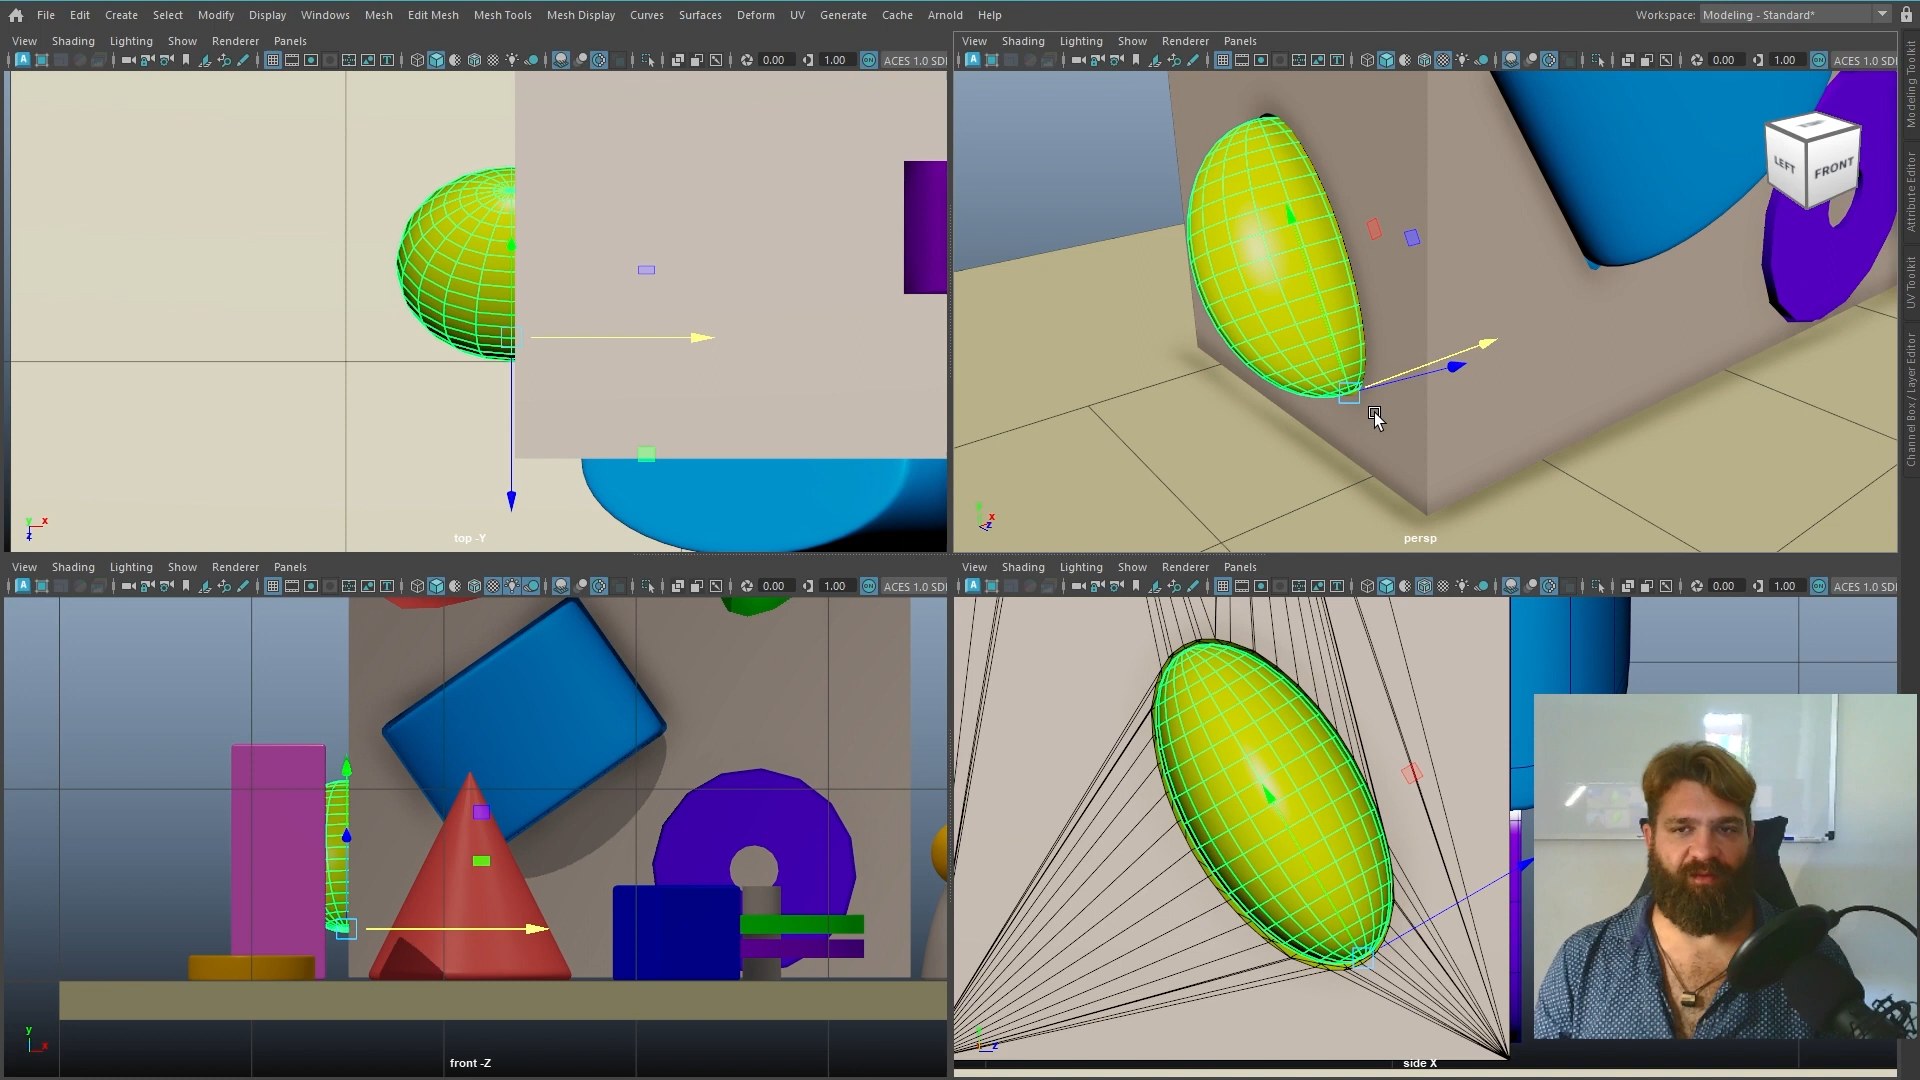 File Edit Create Select Modify Display Windows Mesh Edit Mesh Mesh Tools Mesh Display Curves Surfaces Deform UV Generate Cache Arnold Help Workspace: Modeling - Standard*
View Shading Lighting Show Renderer Panels
0.00 1.00 ACES 1.0 SD
top -Y
y x
z
View Shading Lighting Show Renderer Panels
0.00 1.00 ACES 1.0 SD
LEFT FRONT
persp
x
z
Modeling Toolkit
Attribute Editor
UV Toolkit
Channel Box / Layer Editor
View Shading Lighting Show Renderer Panels
0.00 1.00 ACES 1.0 SD
front -Z
y
x
View Shading Lighting Show Renderer Panels
0.00 1.00 ACES 1.0 SD
side X
z